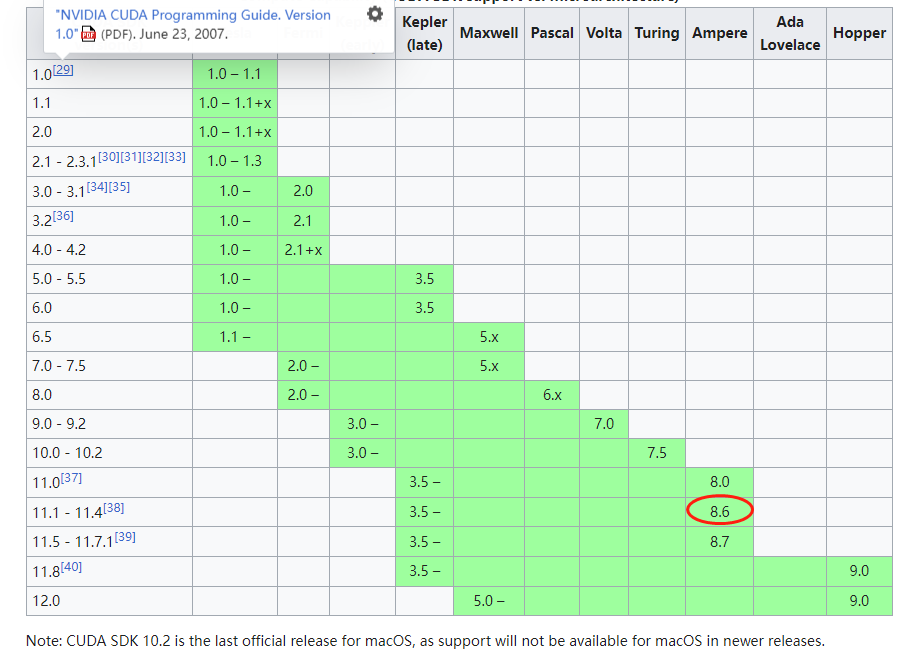 "NVIDIA CUDA Programming Guide. Version
1.0" (PDF). June 23, 2007.
Kepler (late) Maxwell Pascal Volta Turing Ampere Ada Lovelace Hopper
1.0[29] 1.0 – 1.1
1.1 1.0 – 1.1+x
2.0 1.0 – 1.1+x
2.1 - 2.3.1[30][31][32][33] 1.0 – 1.3
3.0 - 3.1[34][35] 1.0 – 2.0
3.2[36] 1.0 – 2.1
4.0 - 4.2 1.0 – 2.1+x
5.0 - 5.5 1.0 – 3.5
6.0 1.0 – 3.5
6.5 1.1 – 5.x
7.0 - 7.5 2.0 – 5.x
8.0 2.0 – 6.x
9.0 - 9.2 3.0 – 7.0
10.0 - 10.2 3.0 – 7.5
11.0[37] 3.5 – 8.0
11.1 - 11.4[38] 3.5 – 8.6
11.5 - 11.7.1[39] 3.5 – 8.7
11.8[40] 3.5 – 9.0
12.0 5.0 – 9.0
Note: CUDA SDK 10.2 is the last official release for macOS, as support will not be available for macOS in newer releases.